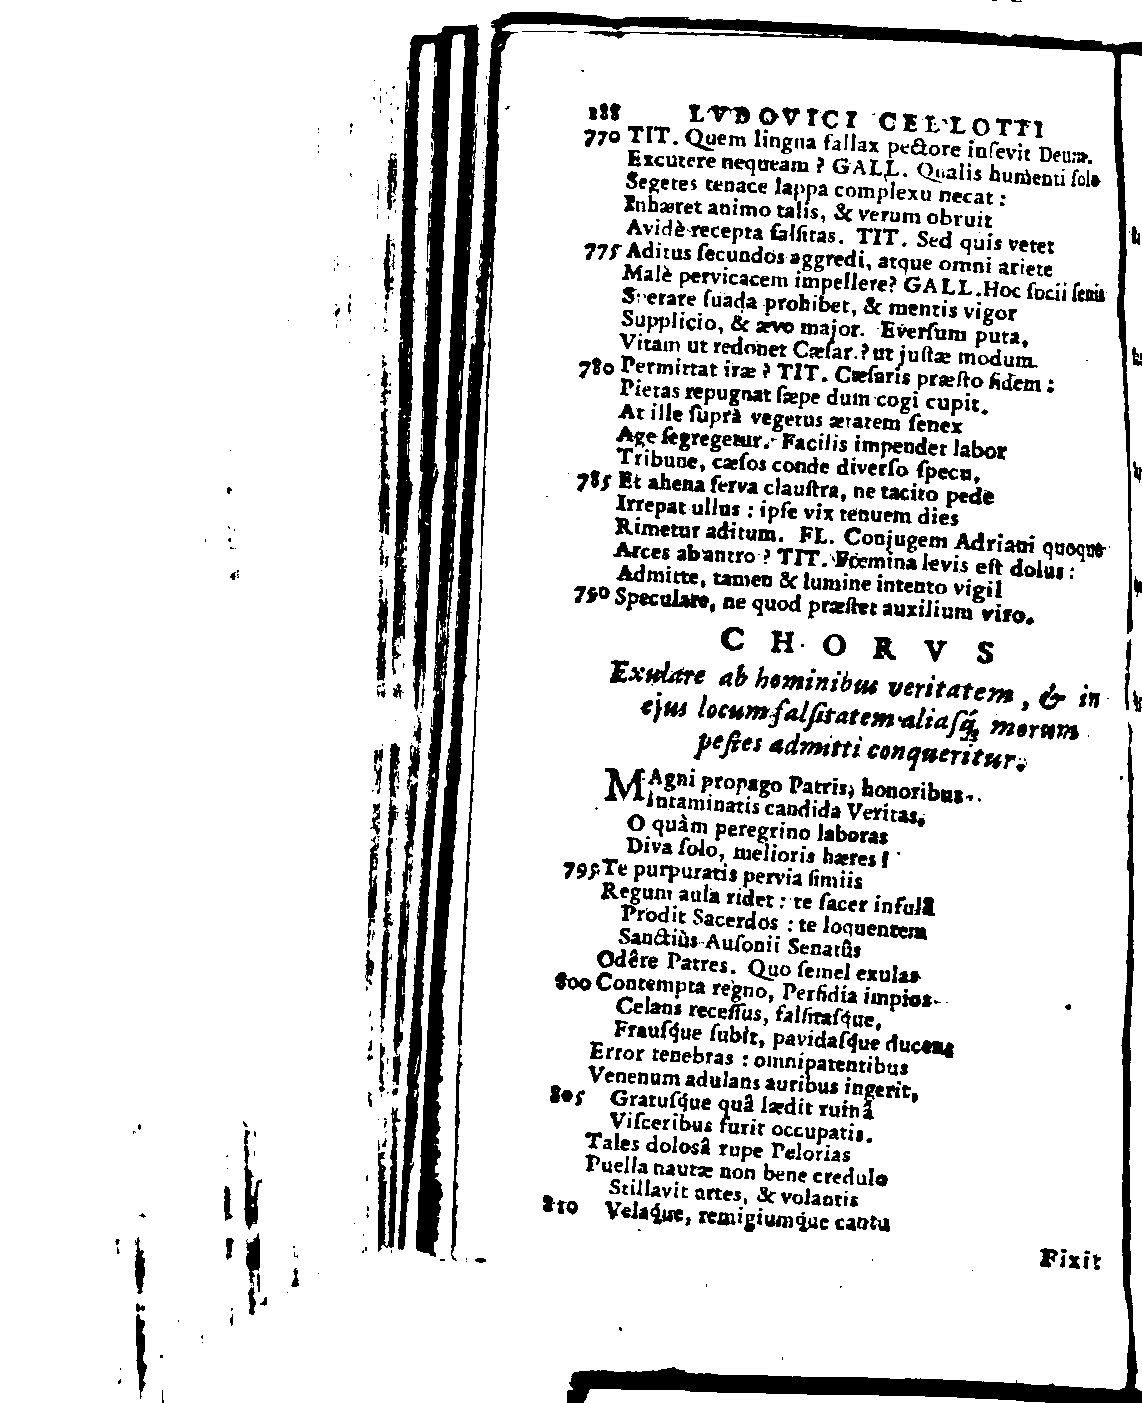 188 LVDOVICI CELLOTTI
770 TIT. Quem lingua fallax pectore inſevit Deum.
Excutere nequeam ? GALL. Qualis humenti ſolo
Segetes tenace lappa complexu necat :
Inhæret animo talis, & verum obruit
Avidè recepta falſitas. TIT. Sed quis vetet
775 Aditus ſecundos aggredi, atque omni ariete
Malè pervicacem impellere? GALL. Hoc ſocii ſenis
Sperare ſuada prohibet, & mentis vigor
Supplicio, & ævo major. Everſum puta,
Vitam ut redonet Cæſar ? ut juſtæ modum
780 Permittat iræ ? TIT. Cæſaris præſto fidem :
Pietas repugnat ſæpe dum cogi cupit.
At ille ſuprà vegetus ætatem ſenex
Age ſegregetur. Facilis impendet labor
Tribune, cæſos conde diverſo ſpecu,
785 Et ahena ſerva clauſtra, ne tacito pede
Irrepat ullus : ipſe vix tenuem dies
Rimetur aditum. FL. Conjugem Adriani quoque
Arces ab antro ? TIT. Fœmina levis eſt dolus :
Admitte, tamen & lumine intento vigil
790 Speculare, ne quod præſtet auxilium viro.
CHORVS
Exulare ab hominibus veritatem, & in
ejus locum falſitatem aliaſq; morum
peſtes admitti conqueritur.
MAgni propago Patris, honoribus
Intaminatis candida Veritas,
O quàm peregrino laboras
Diva ſolo, melioris hæres !
795 Te purpuratis pervia ſimiis
Regum aula ridet : te ſacer infulâ
Prodit Sacerdos : te loquentem
Sanctiùs Auſonii Senatûs
Odêre Patres. Quo ſemel exulas
800 Contempta regno, Perfidia impios
Celans receſſus, falſitaſque,
Frauſque ſubit, pavidaſque ducens
Error tenebras : omniparentibus
Venenum adulans auribus ingerit,
805 Gratuſque quâ lædit ruinâ
Viſceribus furit occupatis.
Tales dolosâ rupe Pelorias
Puella nautæ non bene credulo
Stillavit artes, & volantis
810 Velaque, remigiumque cantu
Fixit